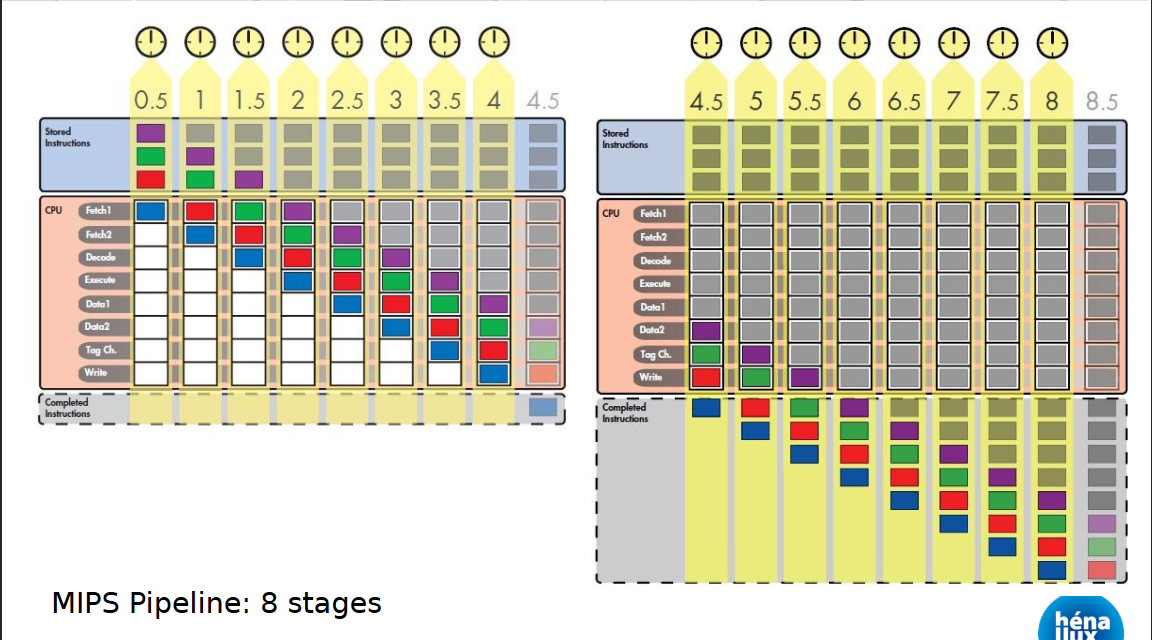 0.5 1 1.5 2 2.5 3 3.5 4 4.5
Stored
Instructions
CPU
Fetch1
Fetch2
Decode
Execute
Data1
Data2
Tag Ch.
Write
Completed
Instructions
4.5 5 5.5 6 6.5 7 7.5 8 8.5
Stored
Instructions
CPU
Fetch1
Fetch2
Decode
Execute
Data1
Data2
Tag Ch.
Write
Completed
Instructions
MIPS Pipeline: 8 stages
héna
llux